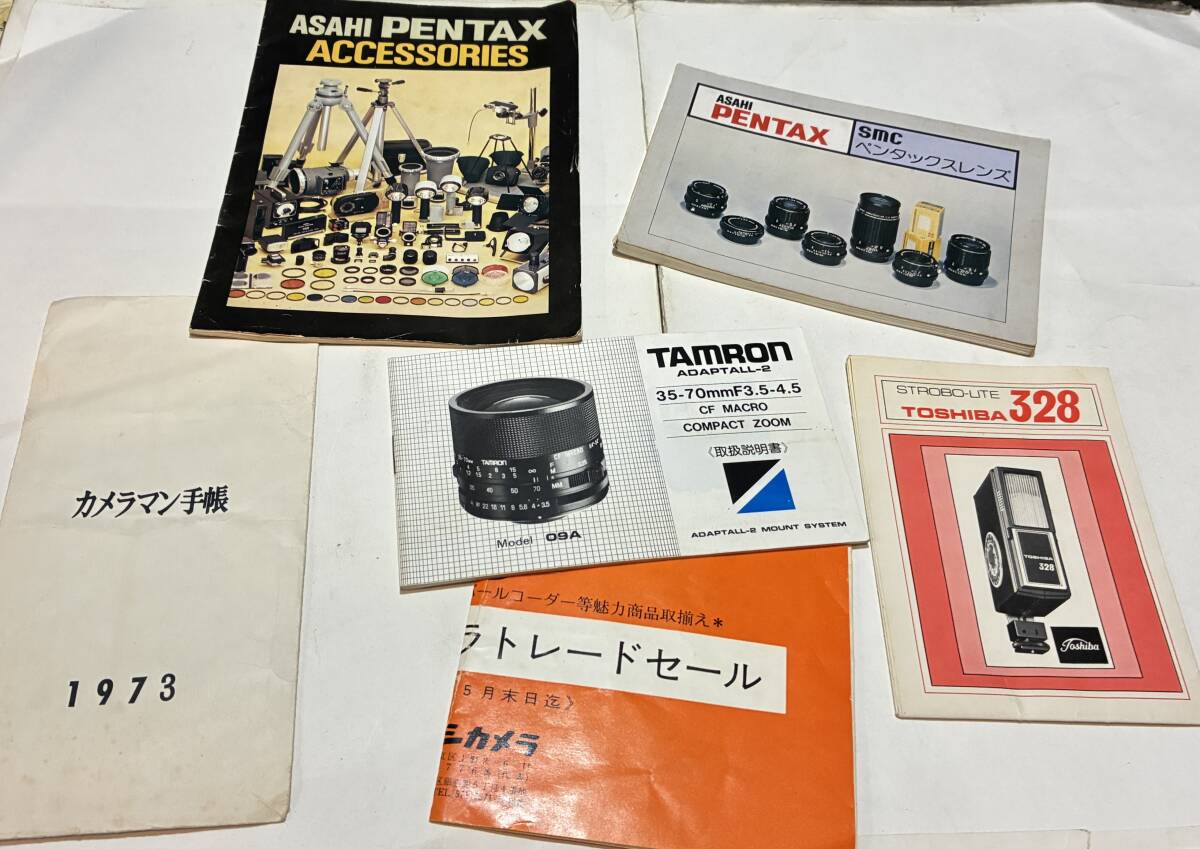 ASAHI PENTAX
ACCESSORIES
ASAHI
PENTAX
smc
ペンタックスレンズ
カメラマン手帳
1973
TAMRON
ADAPTALL-2
35-70mmF3.5-4.5
CF MACRO
COMPACT ZOOM
《取扱説明書》
ADAPTALL-2 MOUNT SYSTEM
Model 09A
TAMRON
STROBO-LITE
TOSHIBA 328
TOSHIBA
328
Toshiba
ールコーダー等魅力商品取揃え*
ラトレードセール
5月末日迄》
ミカメラ